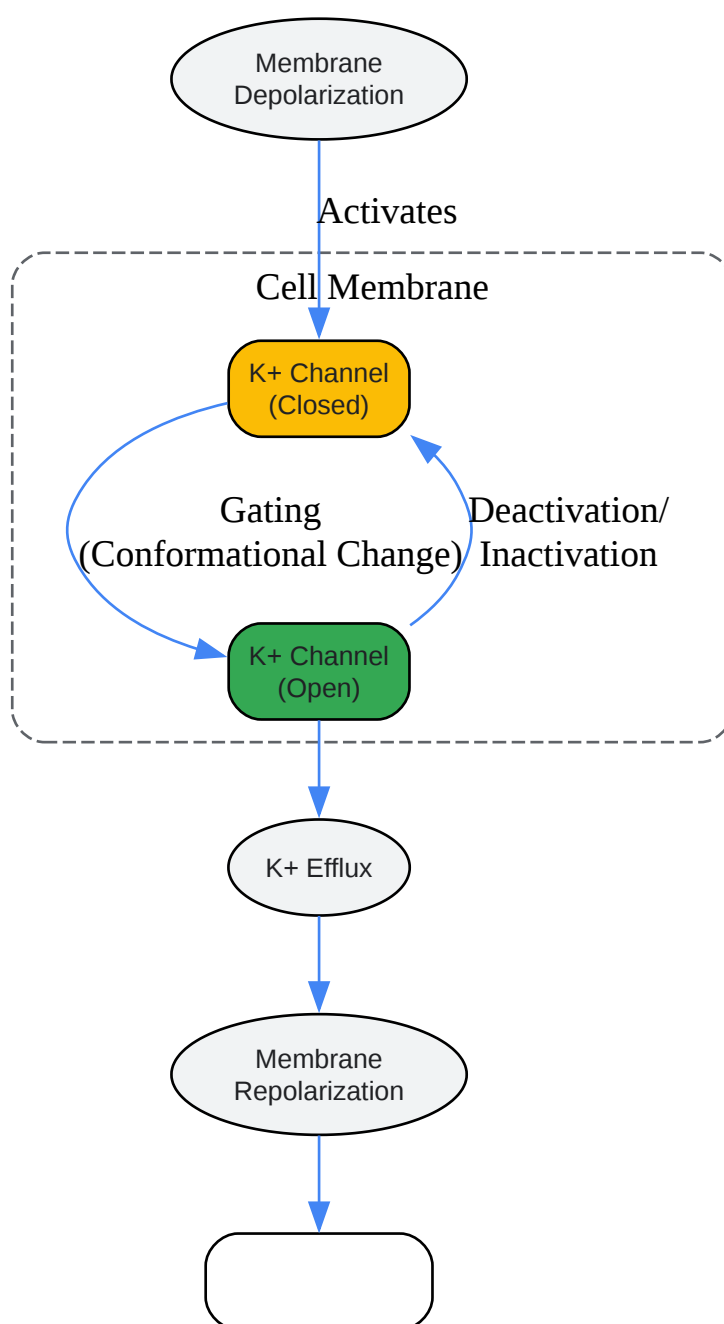 Membrane
Depolarization
Activates
Cell Membrane
K+ Channel
(Closed)
Gating
(Conformational Change)
Deactivation/
Inactivation
K+ Channel
(Open)
K+ Efflux
Membrane
Repolarization